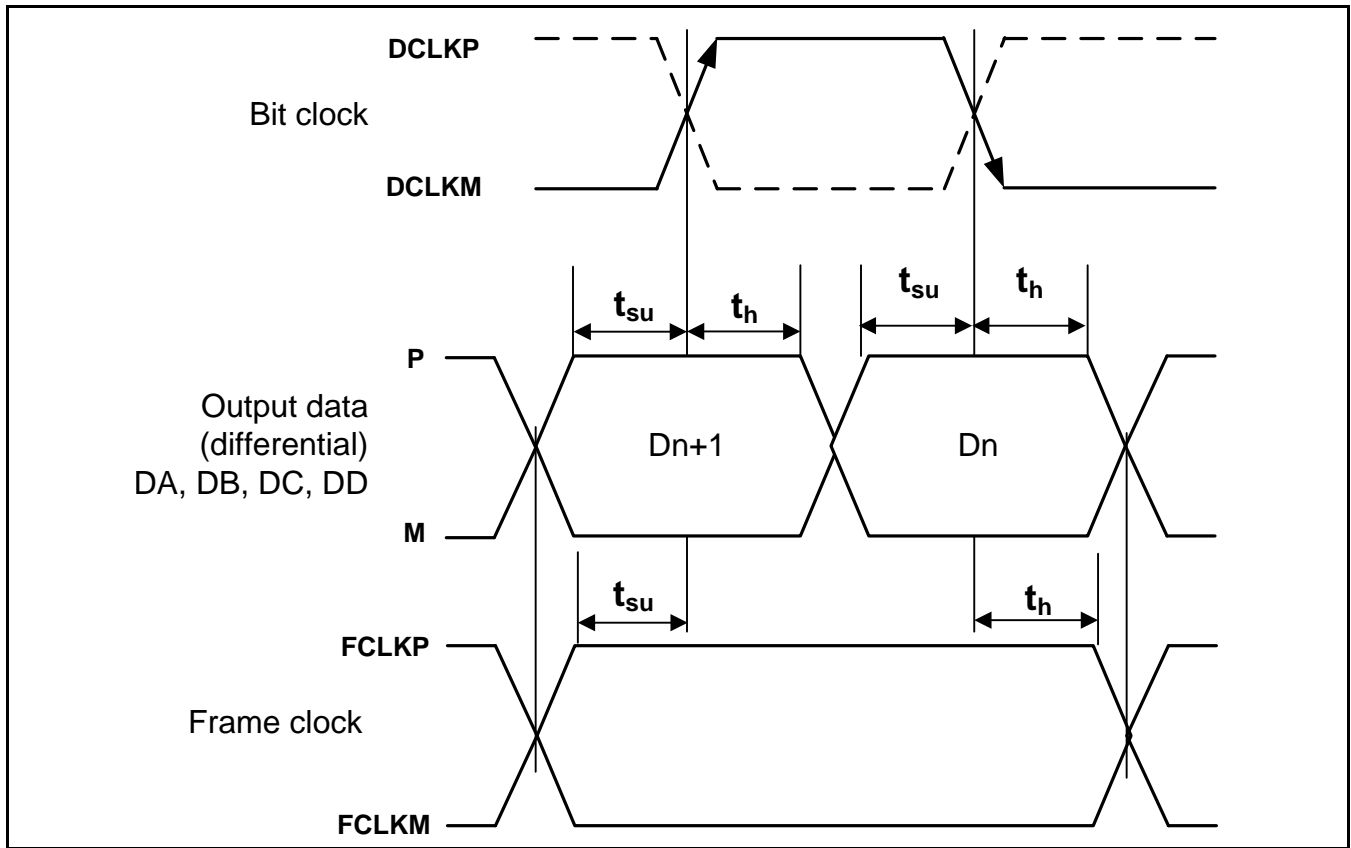 DCLKP
Bit clock
DCLKM
tsu th tsu th
P
Output data
(differential)
DA, DB, DC, DD
Dn+1 Dn
M
tsu th
FCLKP
Frame clock
FCLKM